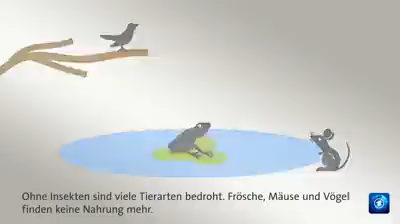 Ohne Insekten sind viele Tierarten bedroht. Frösche, Mäuse und Vögel
finden keine Nahrung mehr.